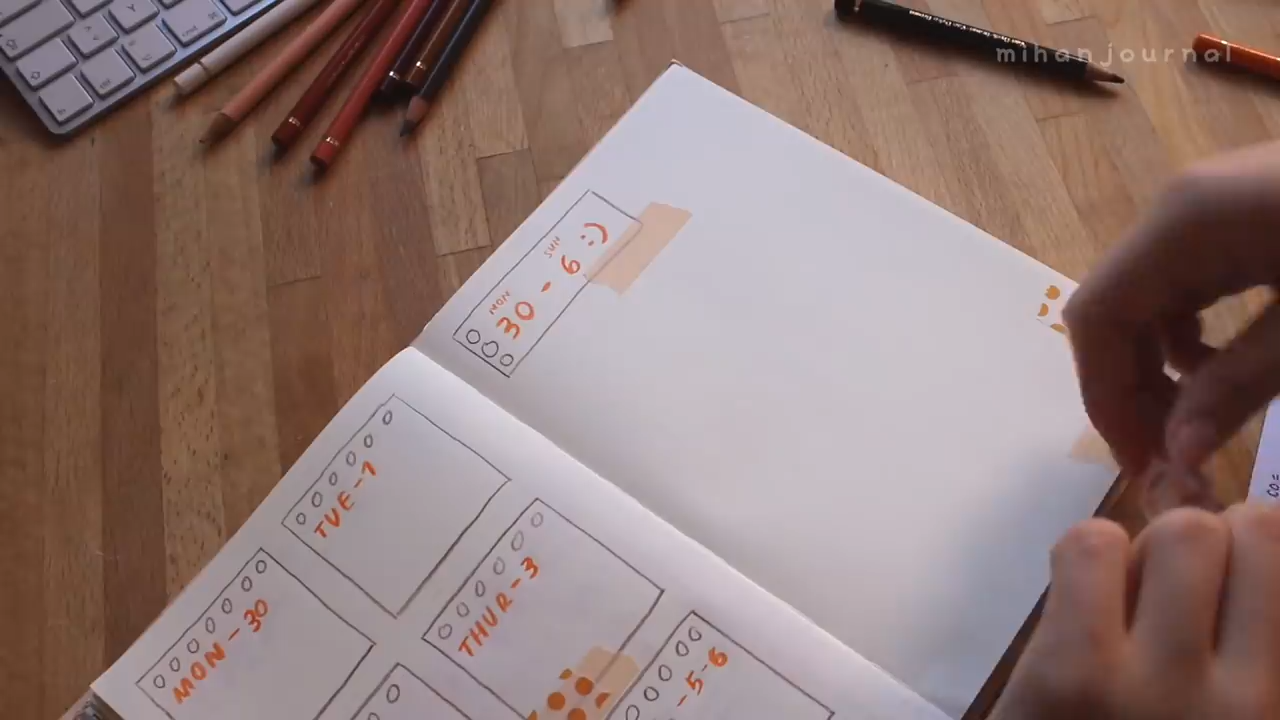 mihanjournal
MON SUN
30 - 6 :)
TUE-1
MON-30
THUR-3
-5-6